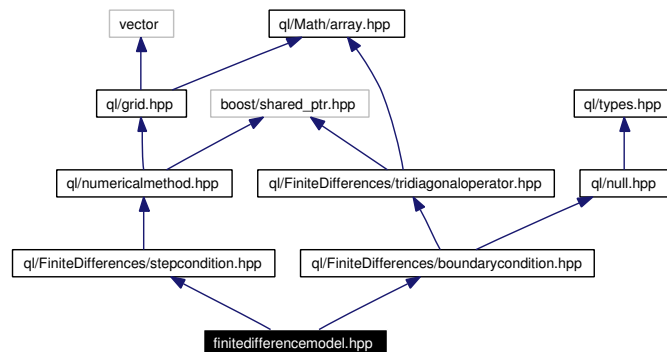 vector
ql/Math/array.hpp
ql/grid.hpp
boost/shared_ptr.hpp
ql/types.hpp
ql/numericalmethod.hpp
ql/FiniteDifferences/tridiagonaloperator.hpp
ql/null.hpp
ql/FiniteDifferences/stepcondition.hpp
ql/FiniteDifferences/boundarycondition.hpp
finitedifferencemodel.hpp